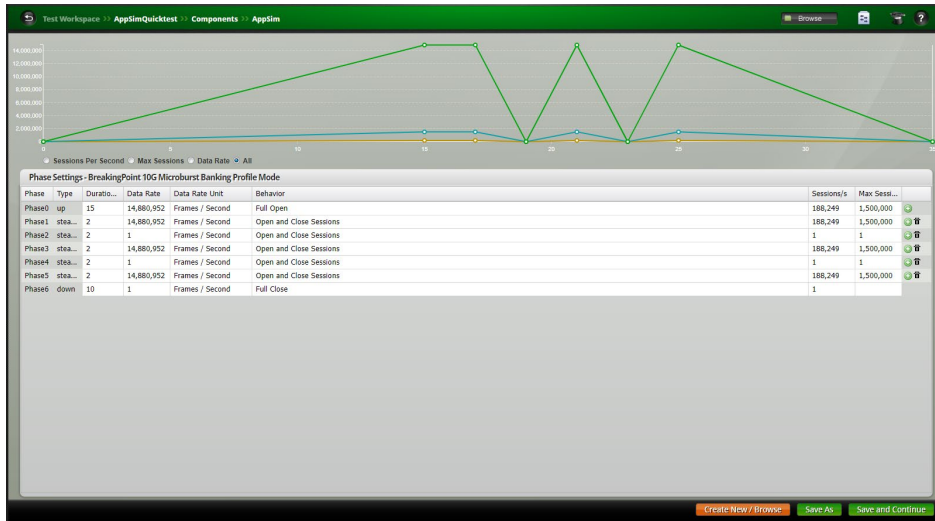 Test Workspace >> AppSimQuicktest >> Components >> AppSim
Browse
?
14,000,000
12,000,000
10,000,000
8,000,000
6,000,000
4,000,000
2,000,000
0 5 10 15 20 25 30 35
Sessions Per Second Max Sessions Data Rate All
Phase Settings - BreakingPoint 10G Microburst Banking Profile Mode
Phase Type Duratio... Data Rate Data Rate Unit Behavior Sessions/s Max Sessi...
Phase0 up 15 14,880,952 Frames / Second Full Open 188,249 1,500,000
Phase1 stea... 2 14,880,952 Frames / Second Open and Close Sessions 188,249 1,500,000
Phase2 stea... 2 1 Frames / Second Open and Close Sessions 1 1
Phase3 stea... 2 14,880,952 Frames / Second Open and Close Sessions 188,249 1,500,000
Phase4 stea... 2 1 Frames / Second Open and Close Sessions 1 1
Phase5 stea... 2 14,880,952 Frames / Second Open and Close Sessions 188,249 1,500,000
Phase6 down 10 1 Frames / Second Full Close 1
Create New / Browse Save As Save and Continue